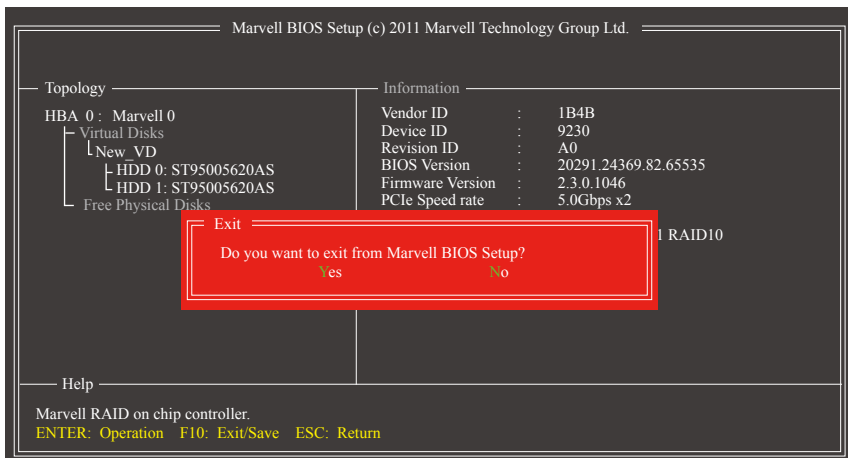 Marvell BIOS Setup (c) 2011 Marvell Technology Group Ltd.
Topology
HBA 0 : Marvell 0
Virtual Disks
New_VD
HDD 0: ST95005620AS
HDD 1: ST95005620AS
Free Physical Disks
Information
Vendor ID : 1B4B
Device ID : 9230
Revision ID : A0
BIOS Version : 20291.24369.82.65535
Firmware Version : 2.3.0.1046
PCIe Speed rate : 5.0Gbps x2
1 RAID10
Exit
Do you want to exit from Marvell BIOS Setup?
Yes No
Help
Marvell RAID on chip controller.
ENTER: Operation F10: Exit/Save ESC: Return